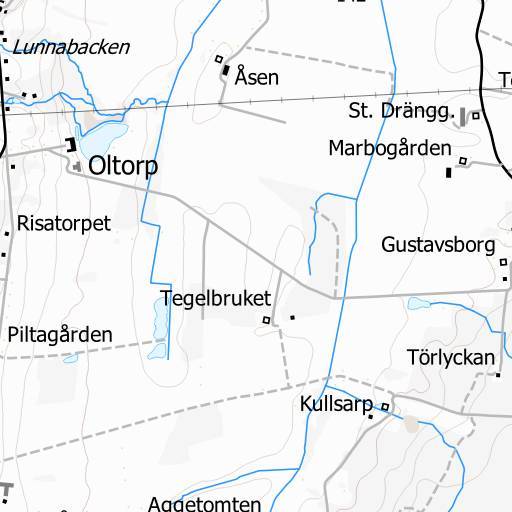 Lunnabacken
Åsen
St. Drängg.
Marbogården
Oltorp
Risatorpet
Gustavsborg
Tegelbruket
Piltagården
Törlyckan
Kullsarp
Aggetomten